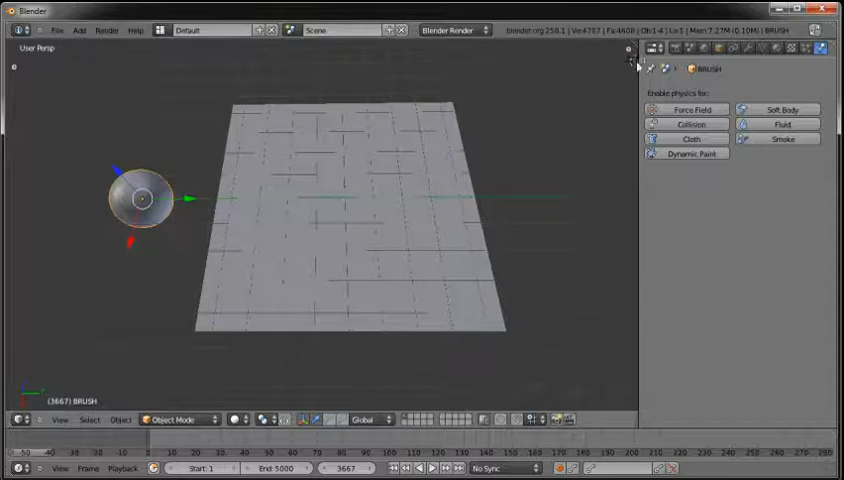 Blender
File Add Render Help Default Scene Blender Render blender.org 258.1 | Ve:4707 | Fa:4608 | Ob:1-4 | La:1 | Mem:7.27M (0.10M) | BRUSH
User Persp
BRUSH
Enable physics for:
Force Field Soft Body
Collision Fluid
Cloth Smoke
Dynamic Paint
(3667) BRUSH
View Select Object Object Mode Global
-50 -40 0 10 20 30 40 50 60 70 80 90 100 110 120 130 140 150 160 170 180 190 200 210 220 230 240 250 260 270 280
View Frame Playback Start: 1 End: 5000 3667 No Sync